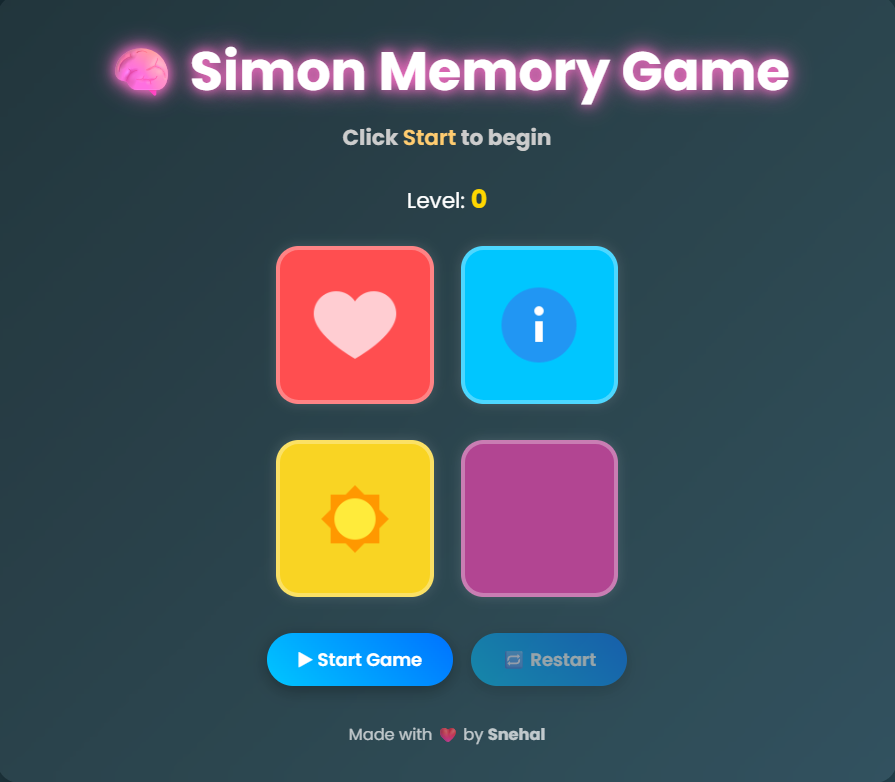 🧠 Simon Memory Game
Click Start to begin
Level: 0
i
▶ Start Game
🔁 Restart
Made with 💗 by Snehal